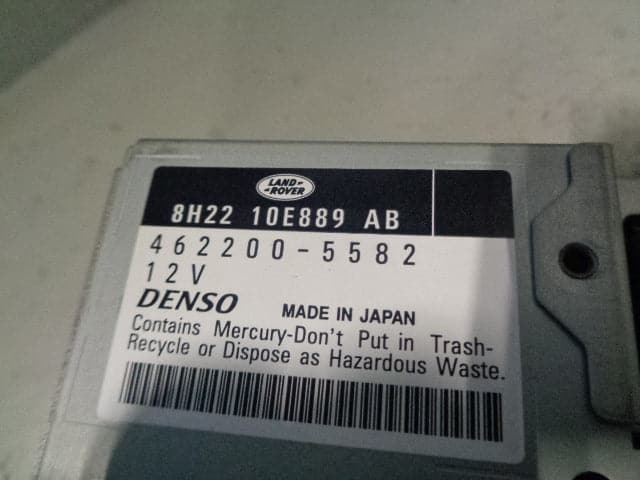 LAND-
-ROVER
8H22 10E889 AB
462200-5582
12V
DENSO MADE IN JAPAN
Contains Mercury-Don't Put in Trash-
Recycle or Dispose as Hazardous Waste.